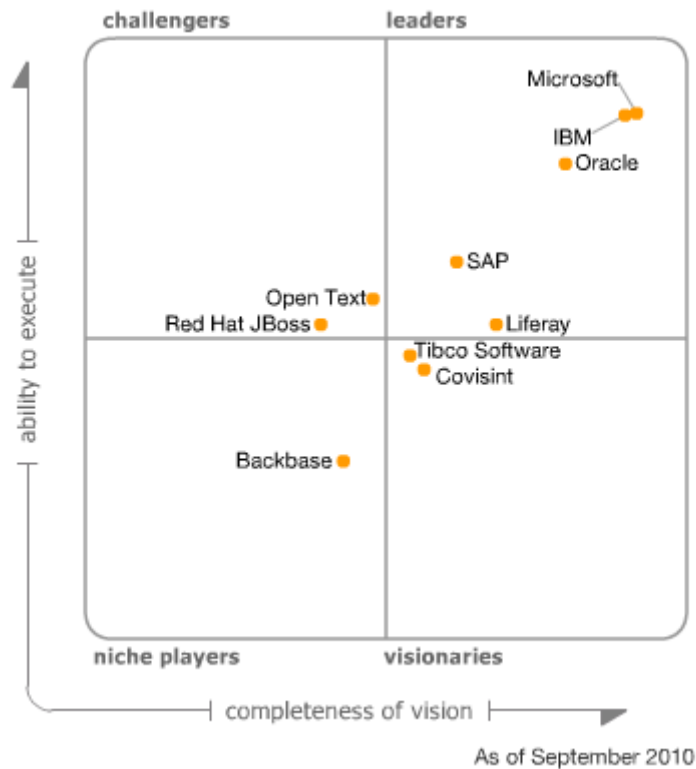 challengers
leaders
Microsoft
IBM
Oracle
SAP
Open Text
Red Hat JBoss
Liferay
Tibco Software
Covisint
Backbase
niche players
visionaries
ability to execute
completeness of vision
As of September 2010